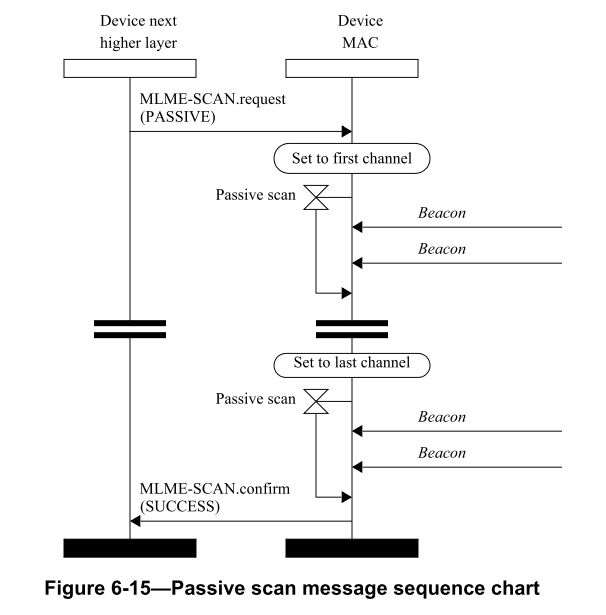 Device next
higher layer
Device
MAC
MLME-SCAN.request
(PASSIVE)
Set to first channel
Passive scan
Beacon
Beacon
Set to last channel
Passive scan
Beacon
Beacon
MLME-SCAN.confirm
(SUCCESS)
Figure 6-15—Passive scan message sequence chart